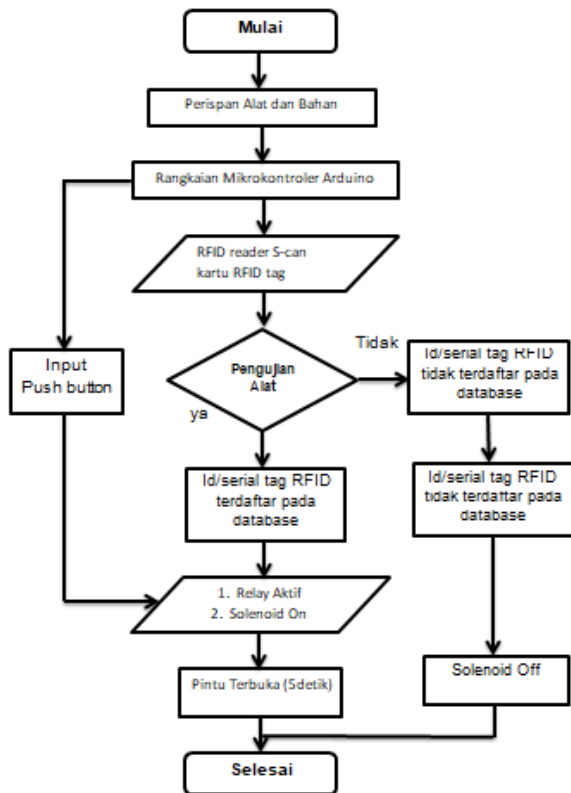 Mulai
Perispan Alat dan Bahan
Rangkaian Mikrokontroler Arduino
RFID reader S-can
kartu RFID tag
Input
Push button
Pengujian
Alat
Tidak
ya
Id/serial tag RFID
tidak terdaftar pada
database
Id/serial tag RFID
terdaftar pada
database
Id/serial tag RFID
tidak terdaftar pada
database
1. Relay Aktif
2. Solenoid On
Pintu Terbuka (5detik)
Solenoid Off
Selesai